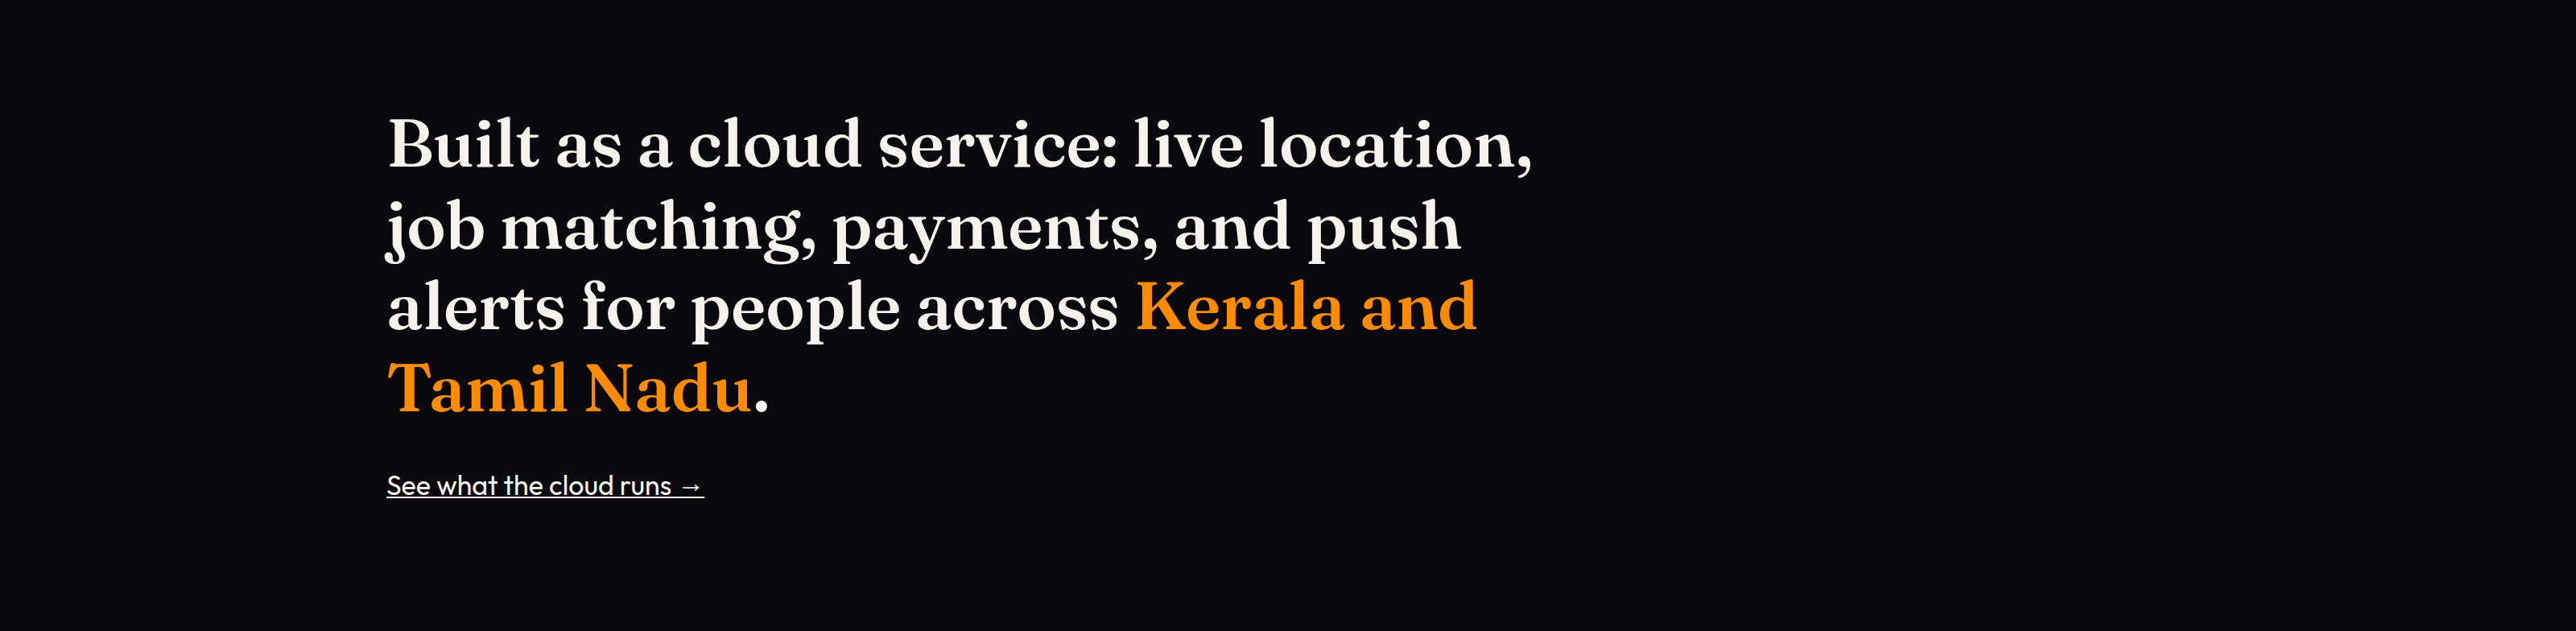 Built as a cloud service: live location,
job matching, payments, and push
alerts for people across Kerala and
Tamil Nadu.
See what the cloud runs →